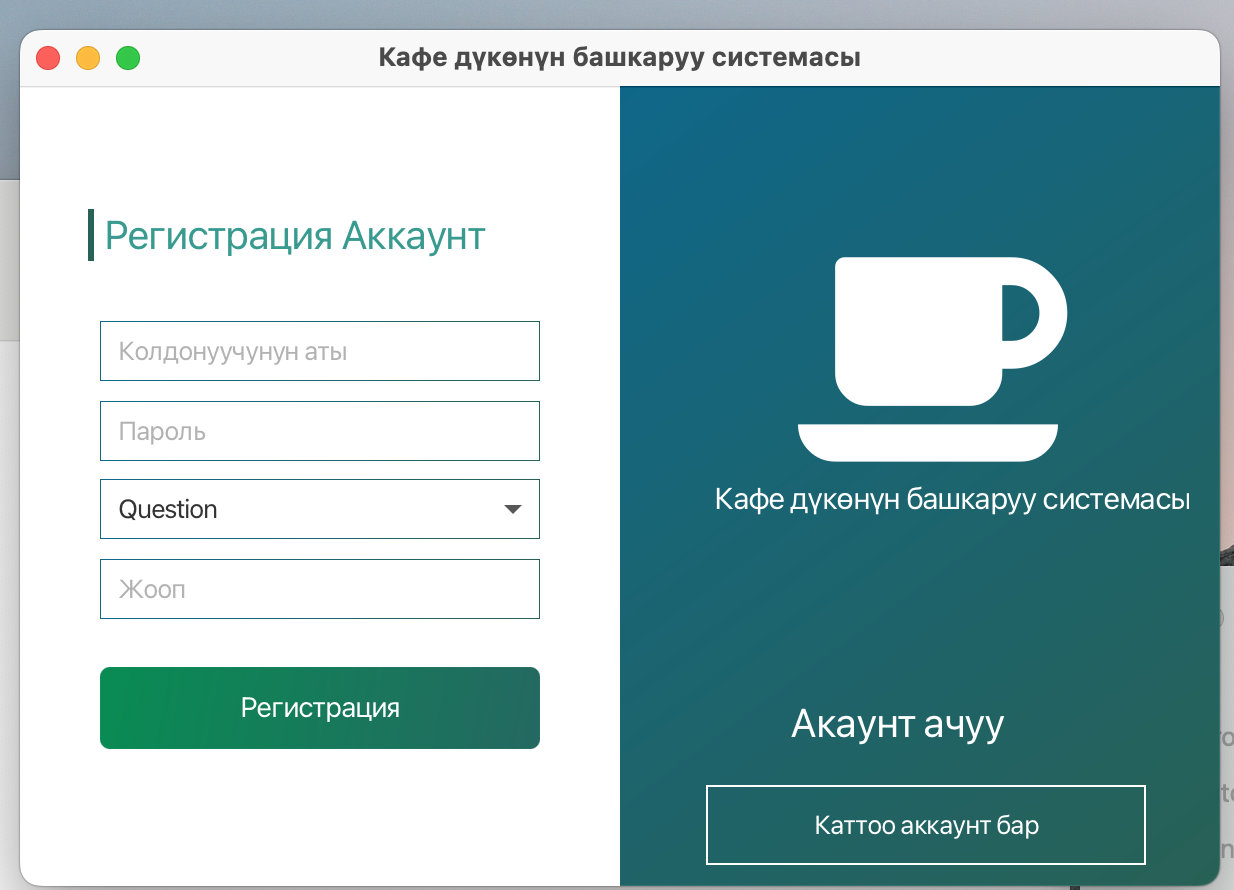 Кафе дүкөнүн башкаруу системасы
Регистрация Аккаунт
Колдонуучунун аты
Пароль
Question
Жооп
Регистрация
Кафе дүкөнүн башкаруу системасы
Акаунт ачуу
Каттоо аккаунт бар